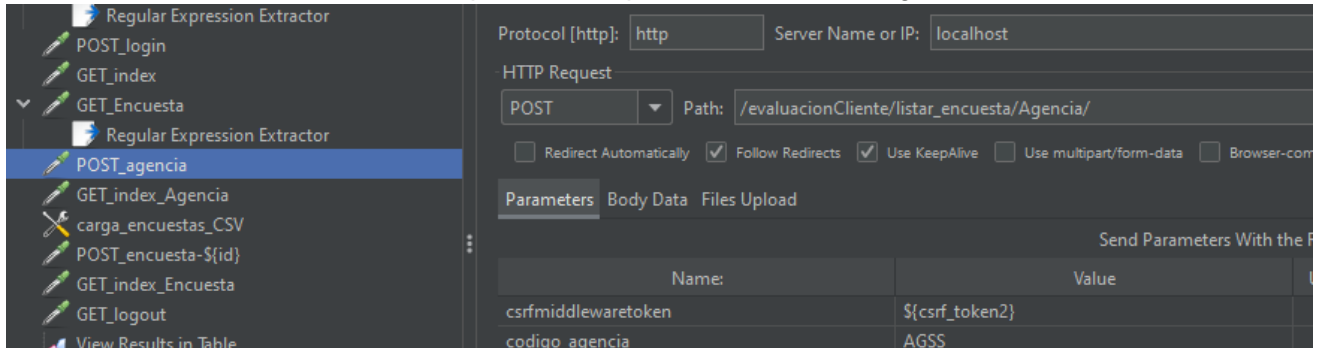 Regular Expression Extractor
POST_login
GET_index
GET_Encuesta
Regular Expression Extractor
POST_agencia
GET_index_Agencia
carga_encuestas_CSV
POST_encuesta-${id}
GET_index_Encuesta
GET_logout
View Results in Table
Protocol [http]: http Server Name or IP: localhost
HTTP Request
POST Path: /evaluacionCliente/listar_encuesta/Agencia/
Redirect Automatically Follow Redirects Use KeepAlive Use multipart/form-data Browser-com
Parameters Body Data Files Upload
Send Parameters With the
Name: Value
csrfmiddlewaretoken ${csrf_token2}
codigo_agencia AGSS